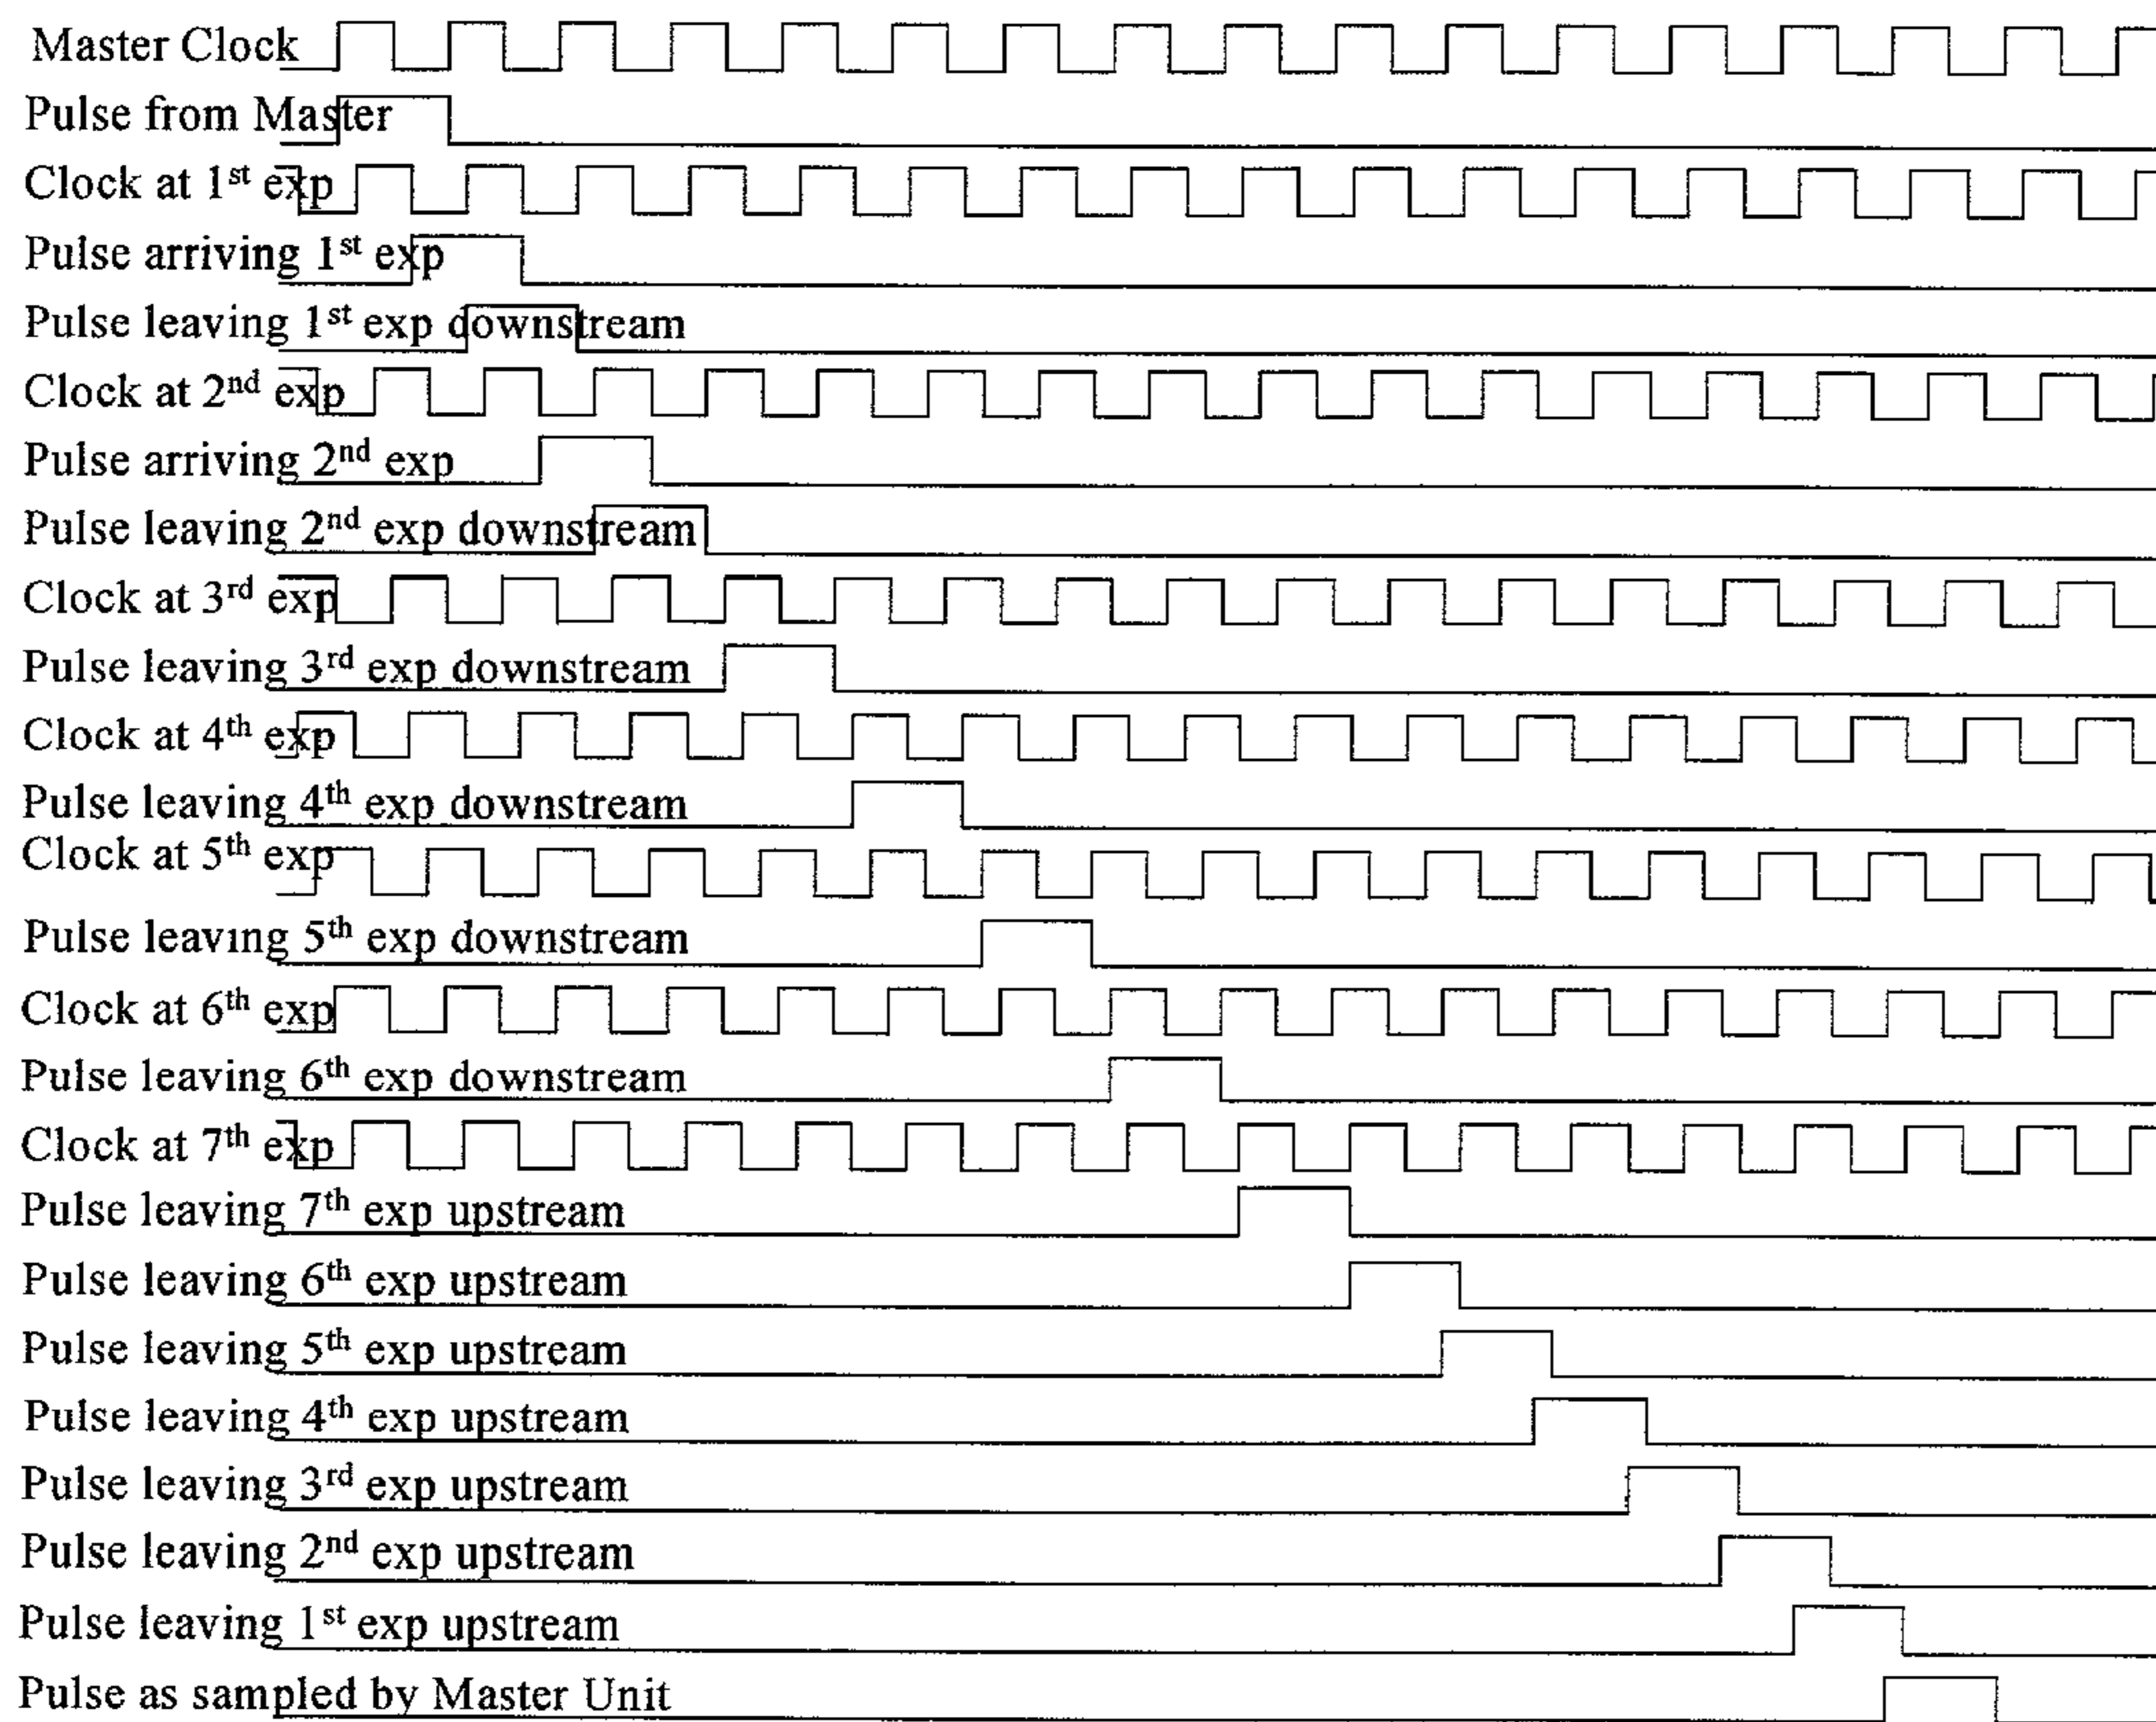 Master Clock
Pulse from Master
Clock at 1st exp
Pulse arriving 1st exp
Pulse leaving 1st exp downstream
Clock at 2nd exp
Pulse arriving 2nd exp
Pulse leaving 2nd exp downstream
Clock at 3rd exp
Pulse leaving 3rd exp downstream
Clock at 4th exp
Pulse leaving 4th exp downstream
Clock at 5th exp
Pulse leaving 5th exp downstream
Clock at 6th exp
Pulse leaving 6th exp downstream
Clock at 7th exp
Pulse leaving 7th exp upstream
Pulse leaving 6th exp upstream
Pulse leaving 5th exp upstream
Pulse leaving 4th exp upstream
Pulse leaving 3rd exp upstream
Pulse leaving 2nd exp upstream
Pulse leaving 1st exp upstream
Pulse as sampled by Master Unit